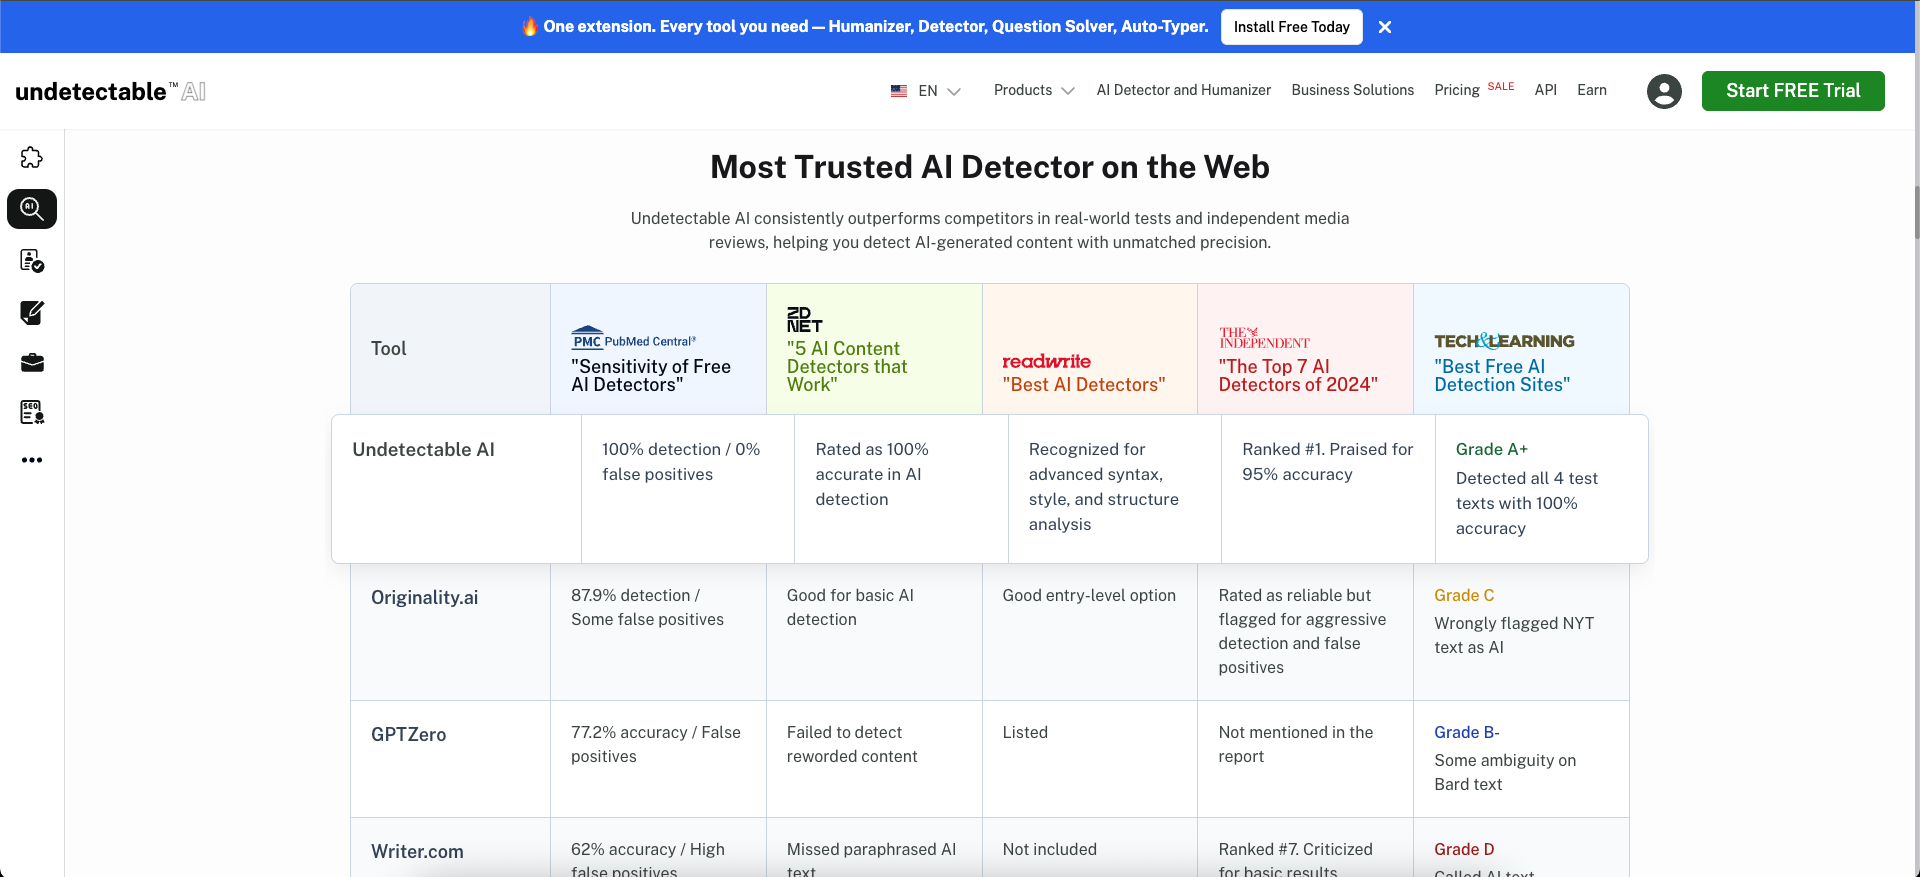 One extension. Every tool you need — Humanizer, Detector, Question Solver, Auto-Typer.
Install Free Today
undetectable™ AI
EN
Products
AI Detector and Humanizer
Business Solutions
Pricing SALE
API
Earn
Start FREE Trial
AI
SEO
Most Trusted AI Detector on the Web
Undetectable AI consistently outperforms competitors in real-world tests and independent media
reviews, helping you detect AI-generated content with unmatched precision.
Tool
PMC PubMed Central®
"Sensitivity of Free
AI Detectors"
ZD
NET
"5 AI Content
Detectors that
Work"
readwrite
"Best AI Detectors"
THE
INDEPENDENT
"The Top 7 AI
Detectors of 2024"
TECH&LEARNING
"Best Free AI
Detection Sites"
Undetectable AI
100% detection / 0%
false positives
Rated as 100%
accurate in AI
detection
Recognized for
advanced syntax,
style, and structure
analysis
Ranked #1. Praised for
95% accuracy
Grade A+
Detected all 4 test
texts with 100%
accuracy
Originality.ai
87.9% detection /
Some false positives
Good for basic AI
detection
Good entry-level option
Rated as reliable but
flagged for aggressive
detection and false
positives
Grade C
Wrongly flagged NYT
text as AI
GPTZero
77.2% accuracy / False
positives
Failed to detect
reworded content
Listed
Not mentioned in the
report
Grade B-
Some ambiguity on
Bard text
Writer.com
62% accuracy / High
false positives
Missed paraphrased AI
text
Not included
Ranked #7. Criticized
for basic results
Grade D
Called AI text